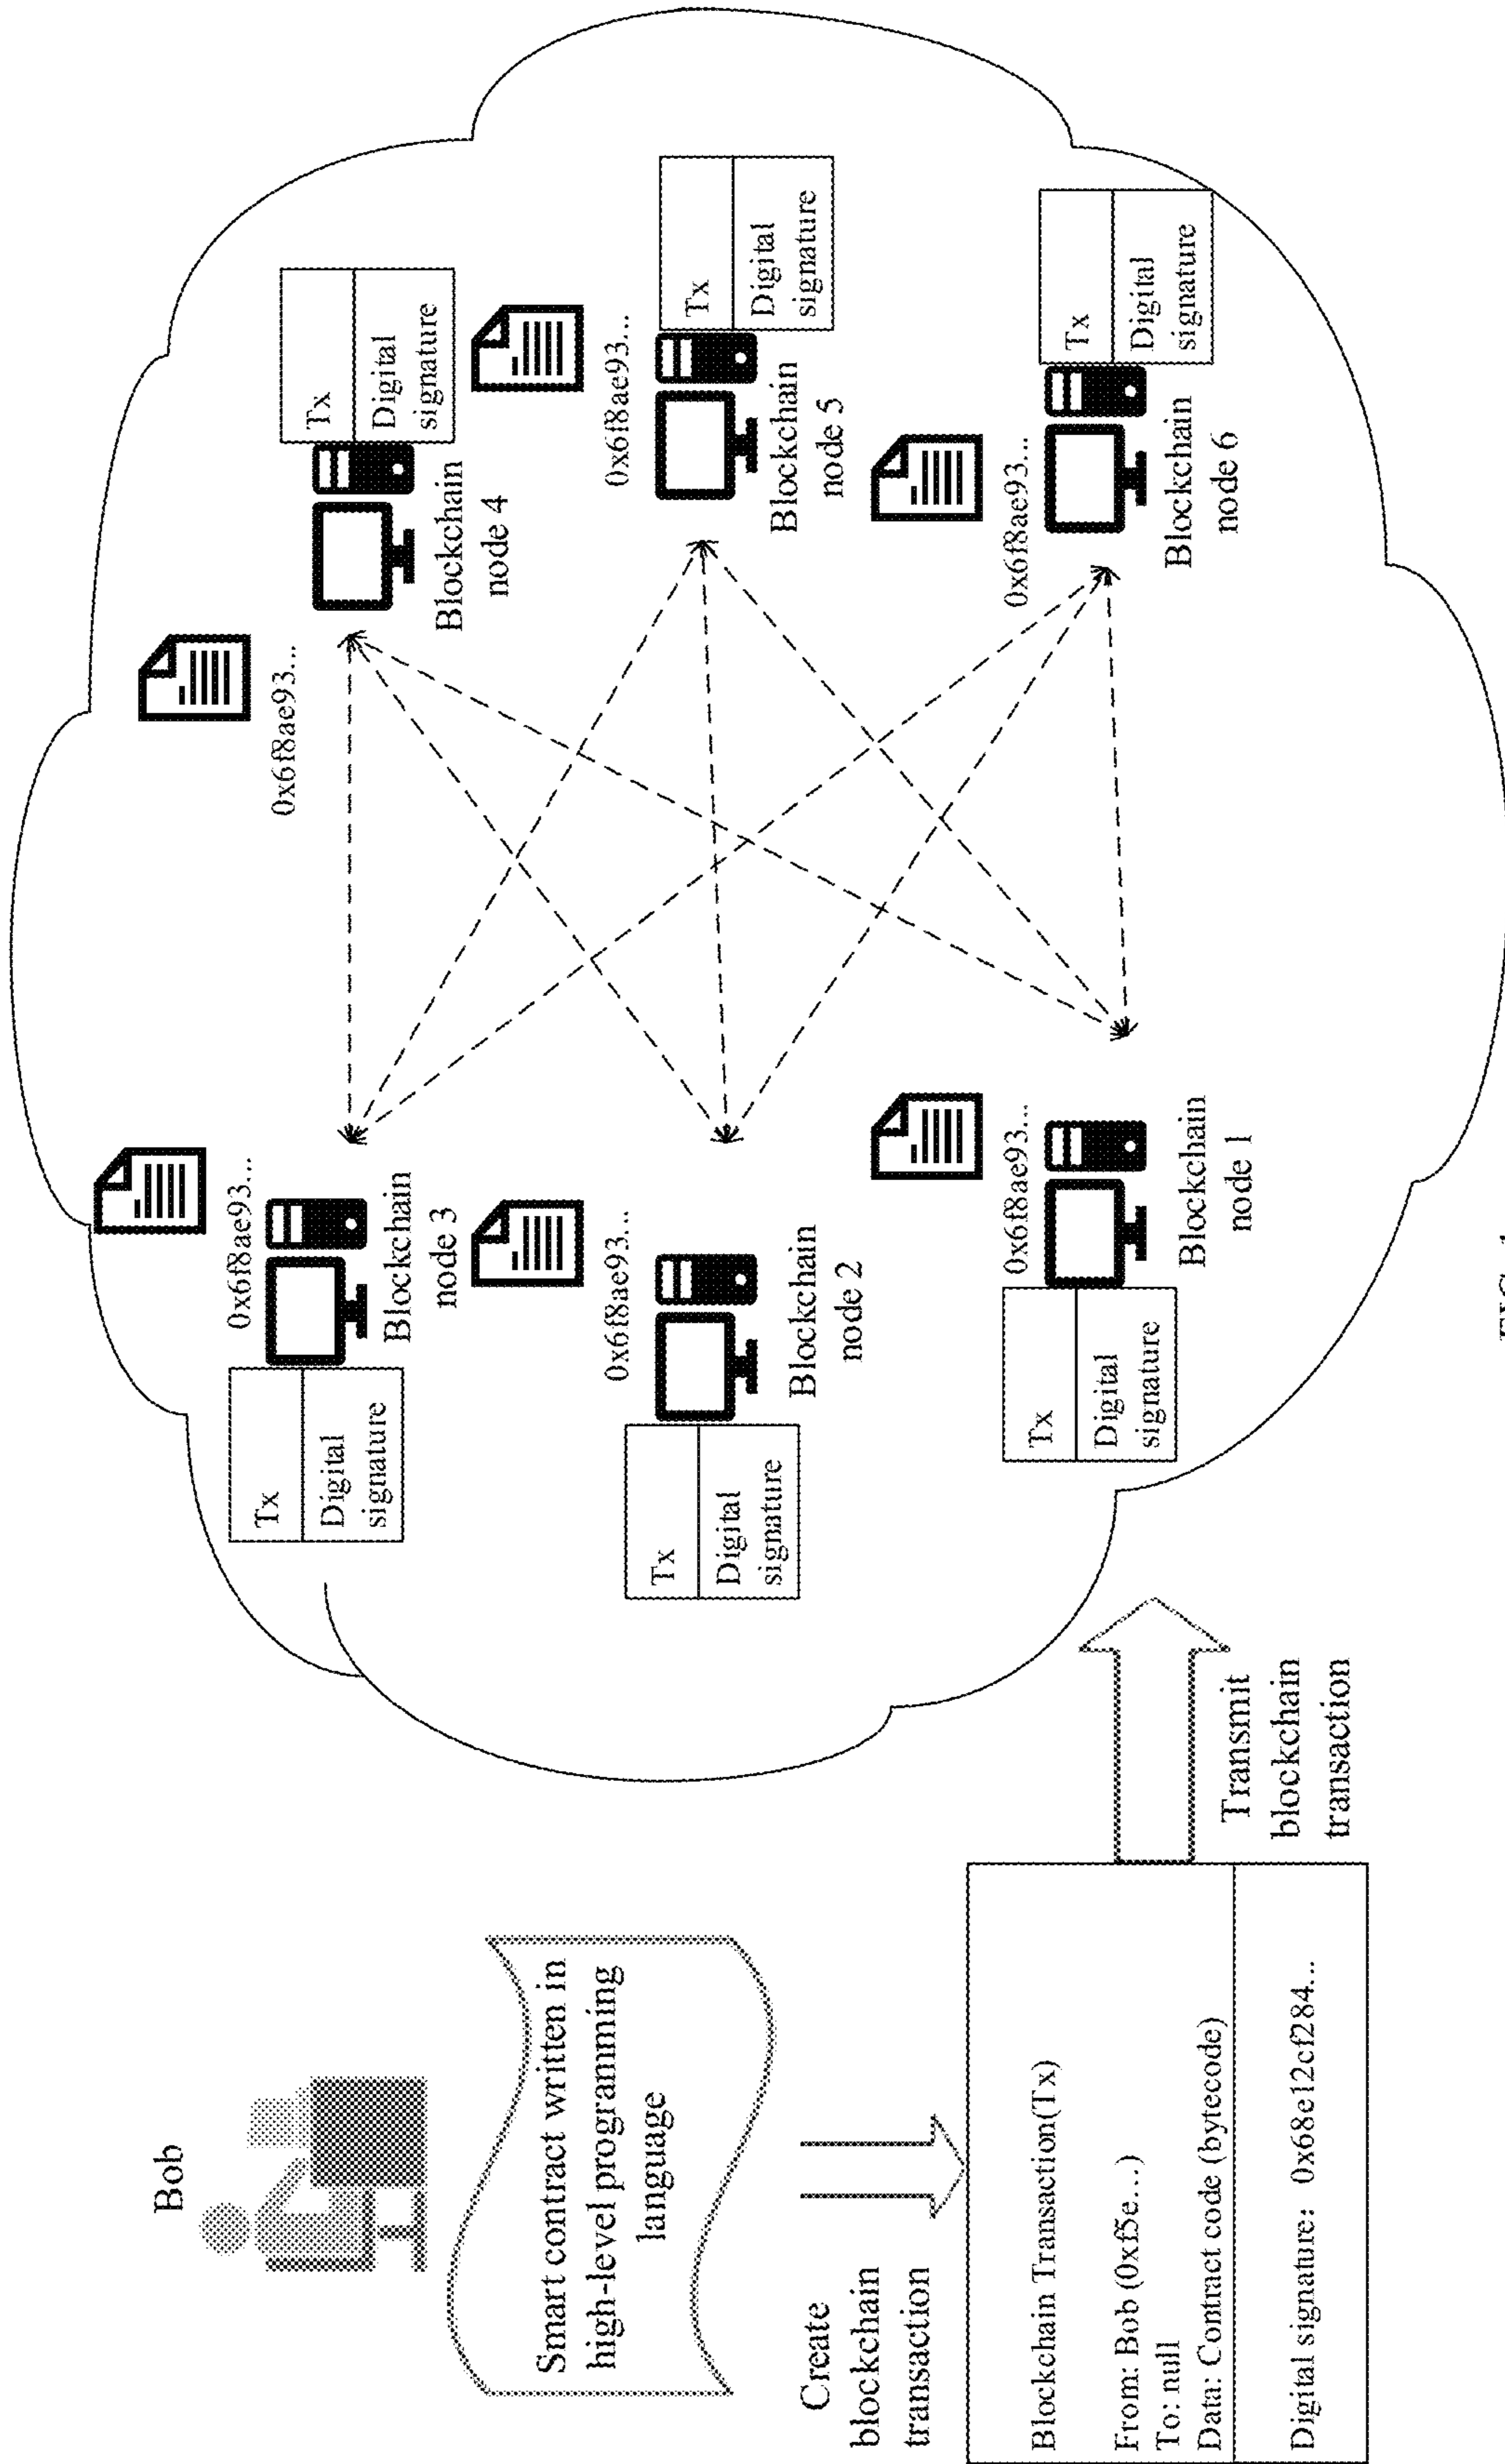 Bob
Smart contract written in
high-level programming
language
Create
blockchain
transaction
Blockchain Transaction(Tx)
From: Bob (0xf5e...)
To: null
Data: Contract code (bytecode)
Digital signature: 0x68e12cf284...
Transmit
blockchain
transaction
Tx
Digital
signature
0x6f8ae93...
Blockchain
node 3
Tx
Digital
signature
0x6f8ae93...
Blockchain
node 2
Tx
Digital
signature
0x6f8ae93...
Blockchain
node 1
0x6f8ae93...
Tx
Digital
signature
Blockchain
node 4
0x6f8ae93...
Tx
Digital
signature
Blockchain
node 5
0x6f8ae93...
Tx
Digital
signature
Blockchain
node 6